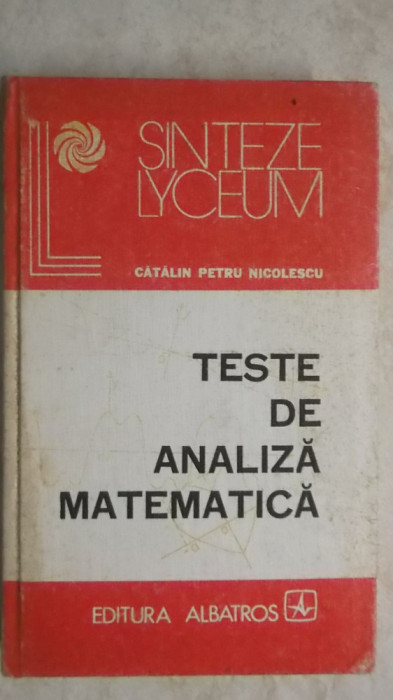 SINTEZE
LYCEUM
CĂTĂLIN PETRU NICOLESCU
TESTE
DE
ANALIZĂ
MATEMATICĂ
EDITURA ALBATROS